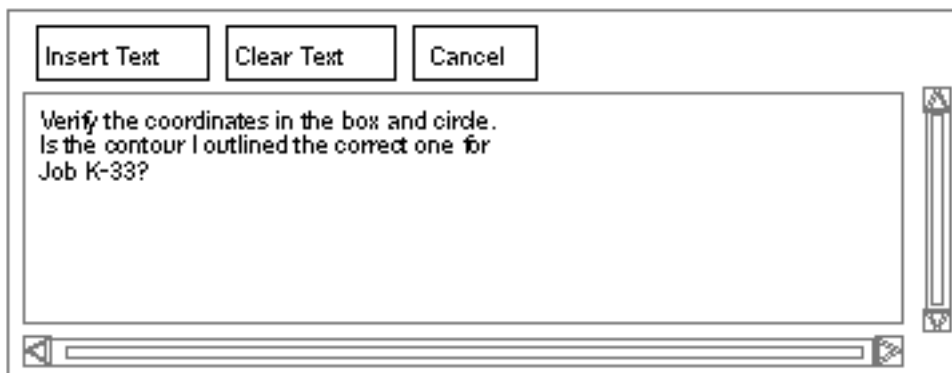 Insert Text Clear Text Cancel
Verify the coordinates in the box and circle.
Is the contour I outlined the correct one for
Job K-33?